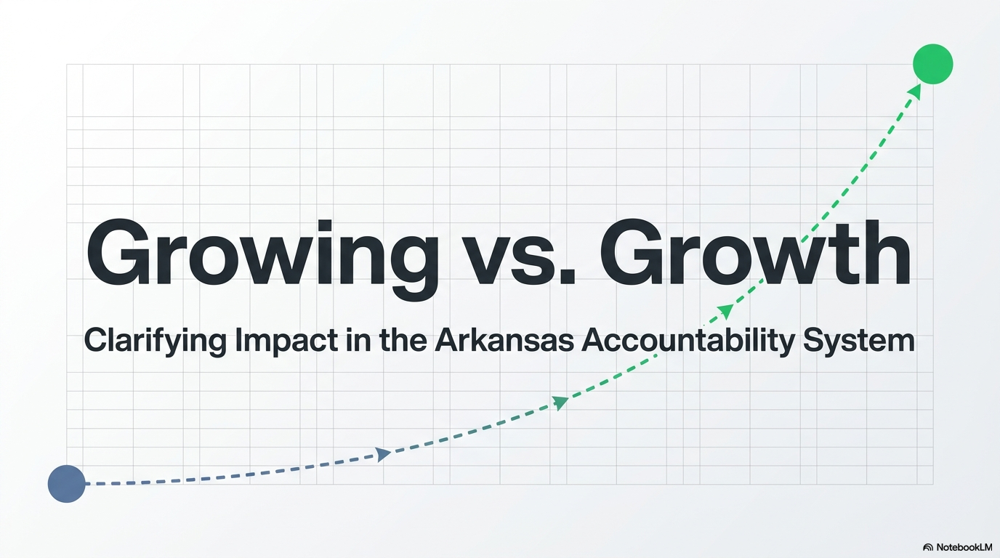 Growing vs. Growth
Clarifying Impact in the Arkansas Accountability System
NotebookLM